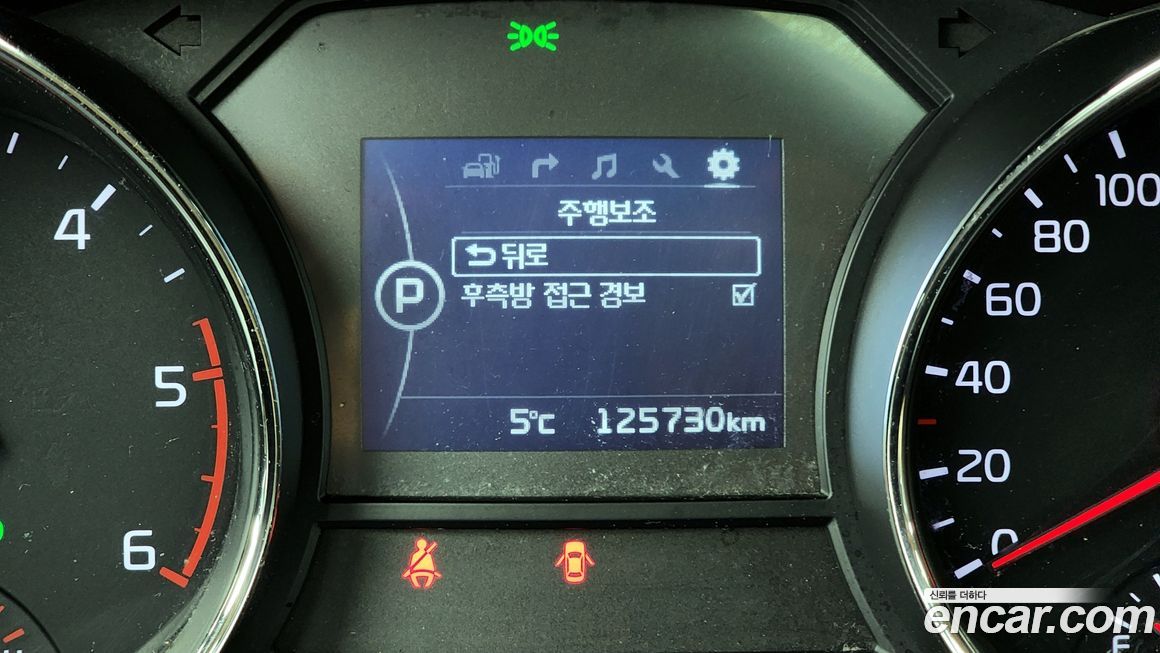 주행보조
뒤로
후측방 접근 경보
P
5℃ 125730km
4
5
6
100
80
60
40
20
0
F
신뢰를 더하다
encar.com